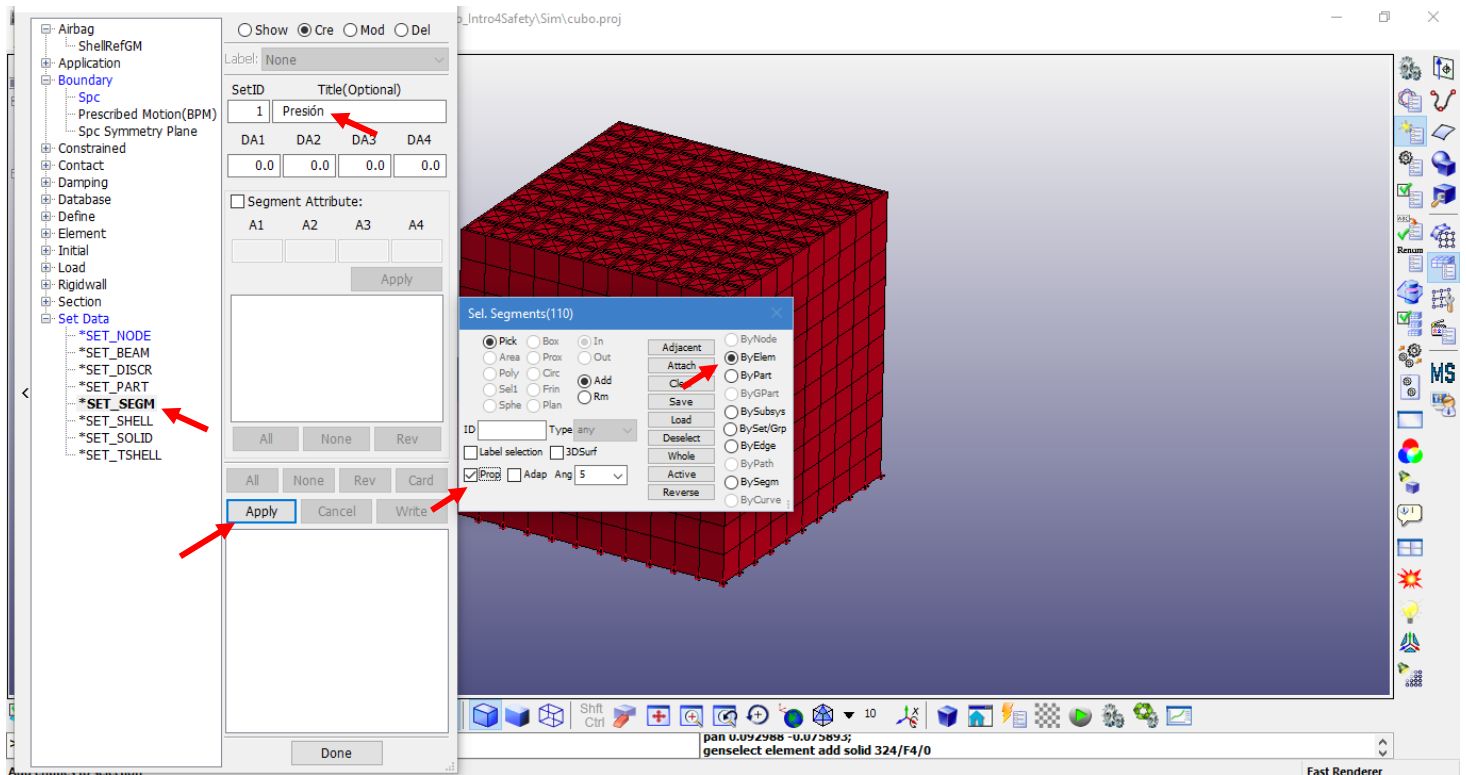 o_Intro4Safety\Sim\cubo.proj
Airbag
ShellRefGM
Application
Boundary
Spc
Prescribed Motion(BPM)
Spc Symmetry Plane
Constrained
Contact
Damping
Database
Define
Element
Initial
Load
Rigidwall
Section
Set Data
*SET_NODE
*SET_BEAM
*SET_DISCR
*SET_PART
*SET_SEGM
*SET_SHELL
*SET_SOLID
*SET_TSHELL
Show Cre Mod Del
Label: None
SetID Title(Optional)
1 Presión
DA1 DA2 DA3 DA4
0.0 0.0 0.0 0.0
Segment Attribute:
A1 A2 A3 A4
Apply
All None Rev
All None Rev Card
Apply Cancel Write
Done
Sel. Segments(110)
Pick Box In
Area Prox Out
Poly Circ
Sel1 Frin Add
Sphe Plan Rm
ID Type any
Label selection 3DSurf
Prop Adap Ang 5
Adjacent
Attach
Save
Load
Deselect
Whole
Active
Reverse
ByNode
ByElem
ByPart
ByGPart
BySubsys
BySet/Grp
ByEdge
ByPath
BySegm
ByCurve
Renum
MS
Shft
Ctrl
10
>
pan 0.092988 -0.075893;
genselect element add solid 324/F4/0
Fast Renderer